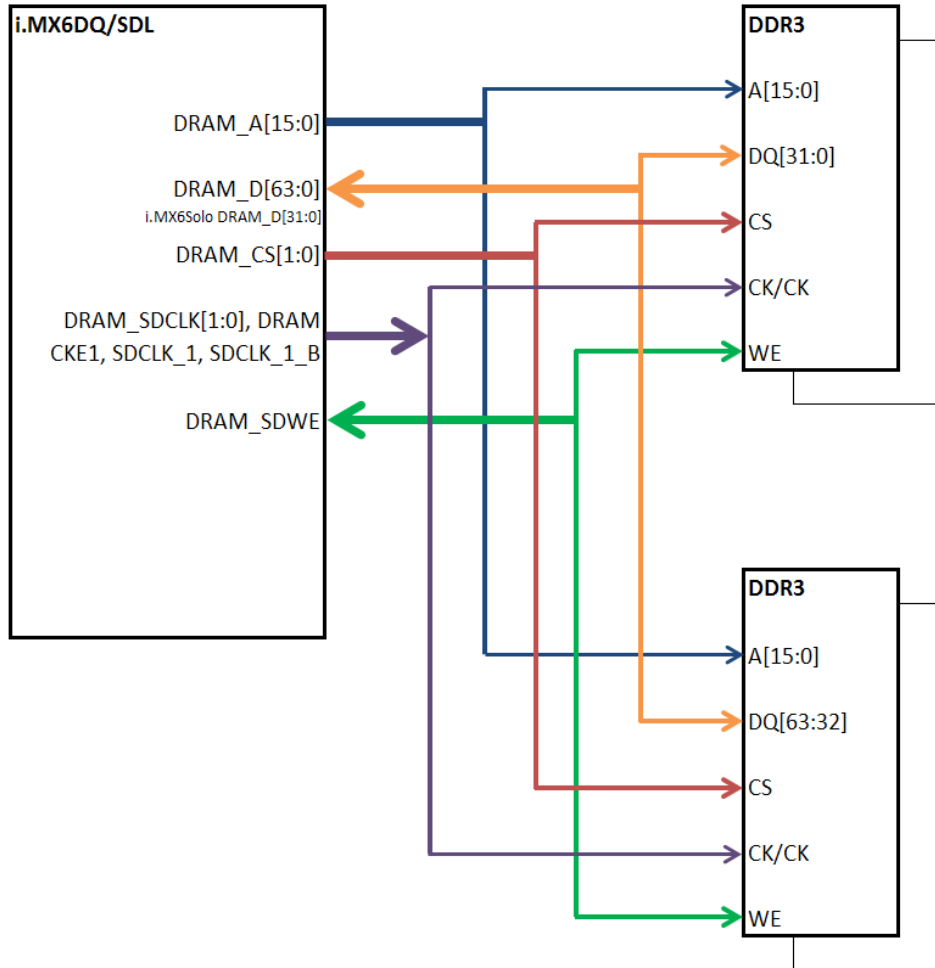 i.MX6DQ/SDL
DRAM_A[15:0]
DRAM_D[63:0]
i.MX6Solo DRAM_D[31:0]
DRAM_CS[1:0]
DRAM_SDCLK[1:0], DRAM
CKE1, SDCLK_1, SDCLK_1_B
DRAM_SDWE
DDR3
A[15:0]
DQ[31:0]
CS
CK/CK
WE
DDR3
A[15:0]
DQ[63:32]
CS
CK/CK
WE